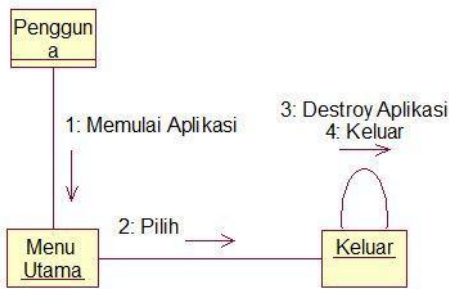 Penggun
a
1: Memulai Aplikasi
3: Destroy Aplikasi
4: Keluar
2: Pilih
Menu
Utama
Keluar